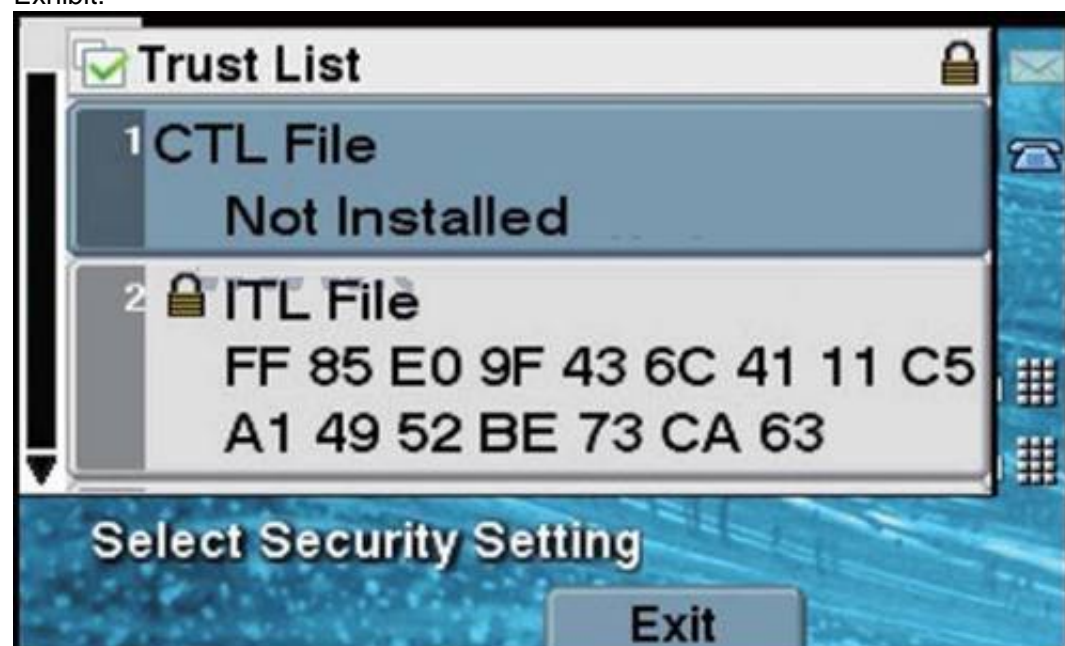 Exhibit:
Trust List
1 CTL File
Not Installed
2 ITL File
FF 85 E0 9F 43 6C 41 11 C5
A1 49 52 BE 73 CA 63
Select Security Setting
Exit